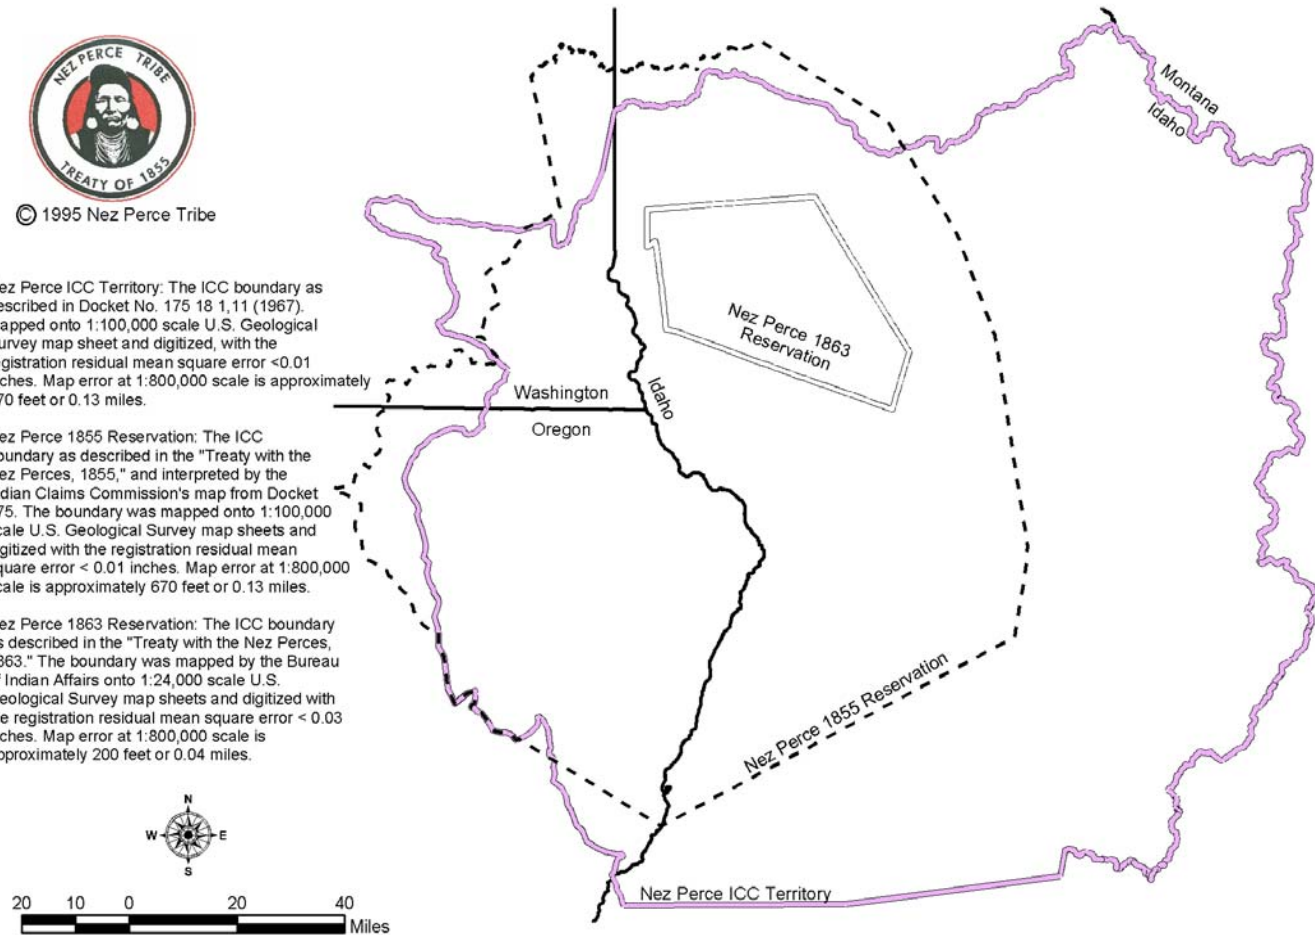 NEZ PERCE TRIBE
TREATY OF 1855
© 1995 Nez Perce Tribe
ez Perce ICC Territory: The ICC boundary as
escribed in Docket No. 175 18 1,11 (1967).
apped onto 1:100,000 scale U.S. Geological
urvey map sheet and digitized, with the
egistration residual mean square error <0.01
ches. Map error at 1:800,000 scale is approximately
70 feet or 0.13 miles.
ez Perce 1855 Reservation: The ICC
oundary as described in the "Treaty with the
ez Perces, 1855," and interpreted by the
dian Claims Commission's map from Docket
75. The boundary was mapped onto 1:100,000
cale U.S. Geological Survey map sheets and
gitized with the registration residual mean
quare error < 0.01 inches. Map error at 1:800,000
cale is approximately 670 feet or 0.13 miles.
ez Perce 1863 Reservation: The ICC boundary
s described in the "Treaty with the Nez Perces,
863." The boundary was mapped by the Bureau
f Indian Affairs onto 1:24,000 scale U.S.
eological Survey map sheets and digitized with
e registration residual mean square error < 0.03
ches. Map error at 1:800,000 scale is
pproximately 200 feet or 0.04 miles.
N
W E
S
20 10 0 20 40
Miles
Montana
Idaho
Nez Perce 1863
Reservation
Washington
Idaho
Oregon
Nez Perce 1855 Reservation
Nez Perce ICC Territory